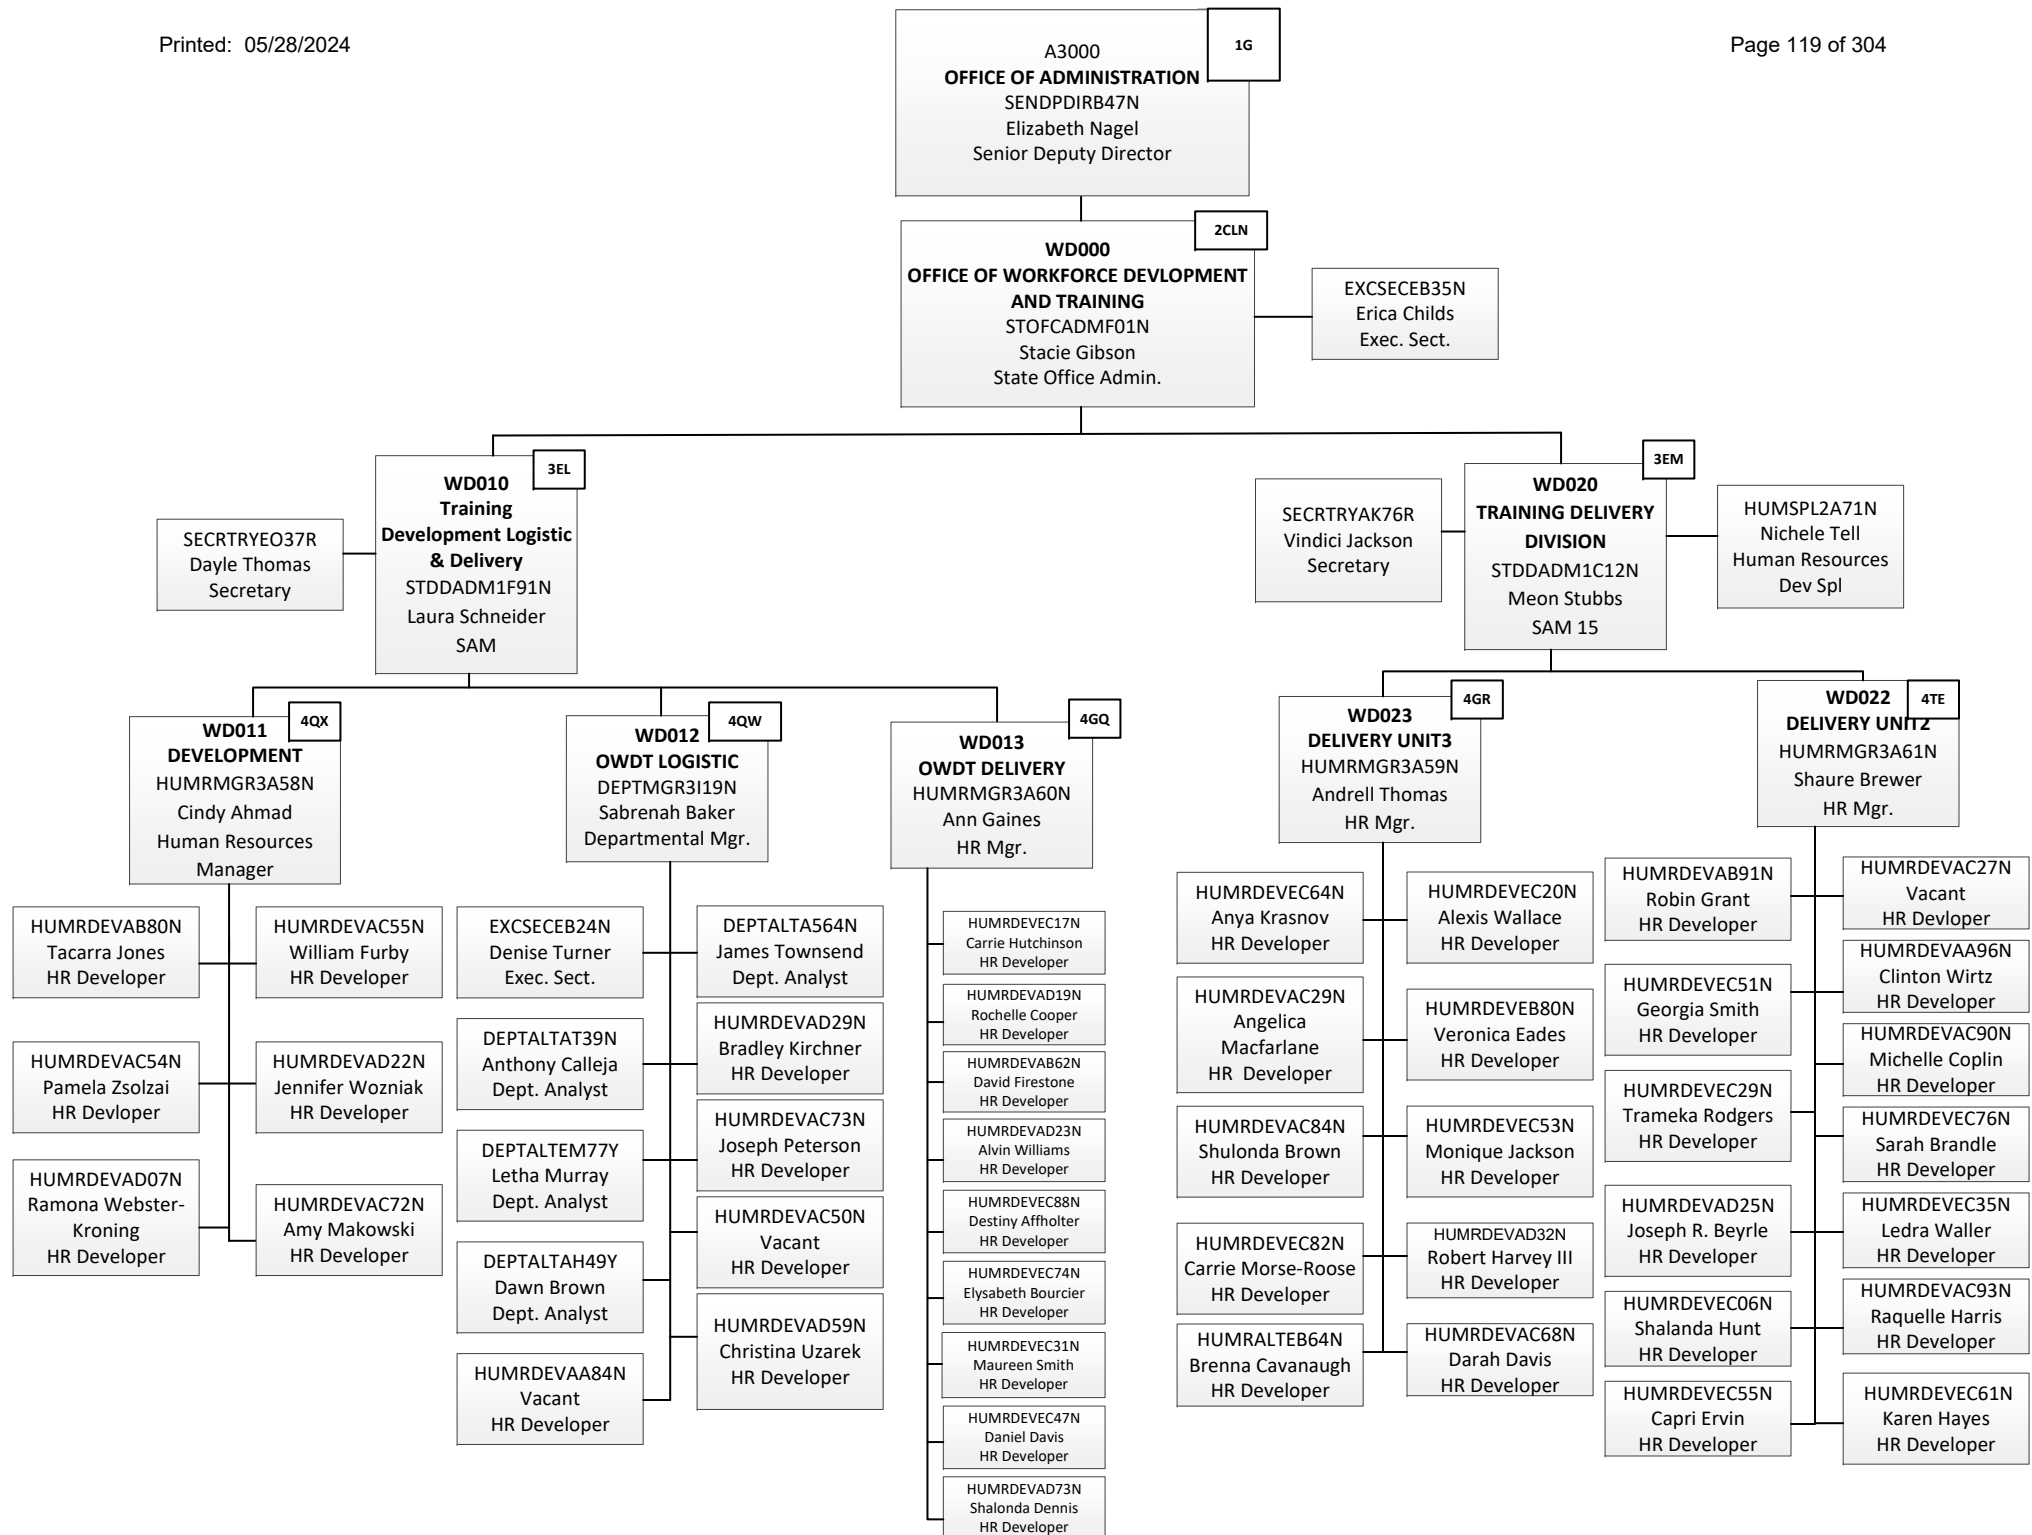 Printed:  05/28/2024
Page 119 of 304
1G
A3000
OFFICE OF ADMINISTRATION
SENDPDIRB47N
Elizabeth Nagel
Senior Deputy Director
2CLN
WD000
OFFICE OF WORKFORCE DEVLOPMENT
AND TRAINING
STOFCADMF01N
Stacie Gibson
State Office Admin.
EXCSECEB35N
Erica Childs
Exec. Sect.
3EL
WD010
Training
Development Logistic
& Delivery
STDDADM1F91N
Laura Schneider
SAM
SECRTRYEO37R
Dayle Thomas
Secretary
3EM
WD020
TRAINING DELIVERY
DIVISION
STDDADM1C12N
Meon Stubbs
SAM 15
SECRTRYAK76R
Vindici Jackson
Secretary
HUMSPL2A71N
Nichele Tell
Human Resources
Dev Spl
4QX
WD011
DEVELOPMENT
HUMRMGR3A58N
Cindy Ahmad
Human Resources
Manager
4QW
WD012
OWDT LOGISTIC
DEPTMGR3I19N
Sabrenah Baker
Departmental Mgr.
4GQ
WD013
OWDT DELIVERY
HUMRMGR3A60N
Ann Gaines
HR Mgr.
4GR
WD023
DELIVERY UNIT3
HUMRMGR3A59N
Andrell Thomas
HR Mgr.
4TE
WD022
DELIVERY UNIT2
HUMRMGR3A61N
Shaure Brewer
HR Mgr.
HUMRDEVAB80N
Tacarra Jones
HR Developer
HUMRDEVAC55N
William Furby
HR Developer
HUMRDEVAC54N
Pamela Zsolzai
HR Devloper
HUMRDEVAD22N
Jennifer Wozniak
HR Developer
HUMRDEVAD07N
Ramona Webster-
Kroning
HR Developer
HUMRDEVAC72N
Amy Makowski
HR Developer
EXCSECEB24N
Denise Turner
Exec. Sect.
DEPTALTA564N
James Townsend
Dept. Analyst
DEPTALTAT39N
Anthony Calleja
Dept. Analyst
HUMRDEVAD29N
Bradley Kirchner
HR Developer
DEPTALTEM77Y
Letha Murray
Dept. Analyst
HUMRDEVAC73N
Joseph Peterson
HR Developer
DEPTALTAH49Y
Dawn Brown
Dept. Analyst
HUMRDEVAC50N
Vacant
HR Developer
HUMRDEVAA84N
Vacant
HR Developer
HUMRDEVAD59N
Christina Uzarek
HR Developer
HUMRDEVEC17N
Carrie Hutchinson
HR Developer
HUMRDEVAD19N
Rochelle Cooper
HR Developer
HUMRDEVAB62N
David Firestone
HR Developer
HUMRDEVAD23N
Alvin Williams
HR Developer
HUMRDEVEC88N
Destiny Affholter
HR Developer
HUMRDEVEC74N
Elysabeth Bourcier
HR Developer
HUMRDEVEC31N
Maureen Smith
HR Developer
HUMRDEVEC47N
Daniel Davis
HR Developer
HUMRDEVAD73N
Shalonda Dennis
HR Developer
HUMRDEVEC64N
Anya Krasnov
HR Developer
HUMRDEVEC20N
Alexis Wallace
HR Developer
HUMRDEVAC29N
Angelica
Macfarlane
HR  Developer
HUMRDEVEB80N
Veronica Eades
HR Developer
HUMRDEVAC84N
Shulonda Brown
HR Developer
HUMRDEVEC53N
Monique Jackson
HR Developer
HUMRDEVEC82N
Carrie Morse-Roose
HR Developer
HUMRDEVAD32N
Robert Harvey III
HR Developer
HUMRALTEB64N
Brenna Cavanaugh
HR Developer
HUMRDEVAC68N
Darah Davis
HR Developer
HUMRDEVAB91N
Robin Grant
HR Developer
HUMRDEVAC27N
Vacant
HR Devloper
HUMRDEVEC51N
Georgia Smith
HR Developer
HUMRDEVAA96N
Clinton Wirtz
HR Developer
HUMRDEVAC90N
Michelle Coplin
HR Developer
HUMRDEVEC29N
Trameka Rodgers
HR Developer
HUMRDEVEC76N
Sarah Brandle
HR Developer
HUMRDEVAD25N
Joseph R. Beyrle
HR Developer
HUMRDEVEC35N
Ledra Waller
HR Developer
HUMRDEVEC06N
Shalanda Hunt
HR Developer
HUMRDEVAC93N
Raquelle Harris
HR Developer
HUMRDEVEC55N
Capri Ervin
HR Developer
HUMRDEVEC61N
Karen Hayes
HR Developer